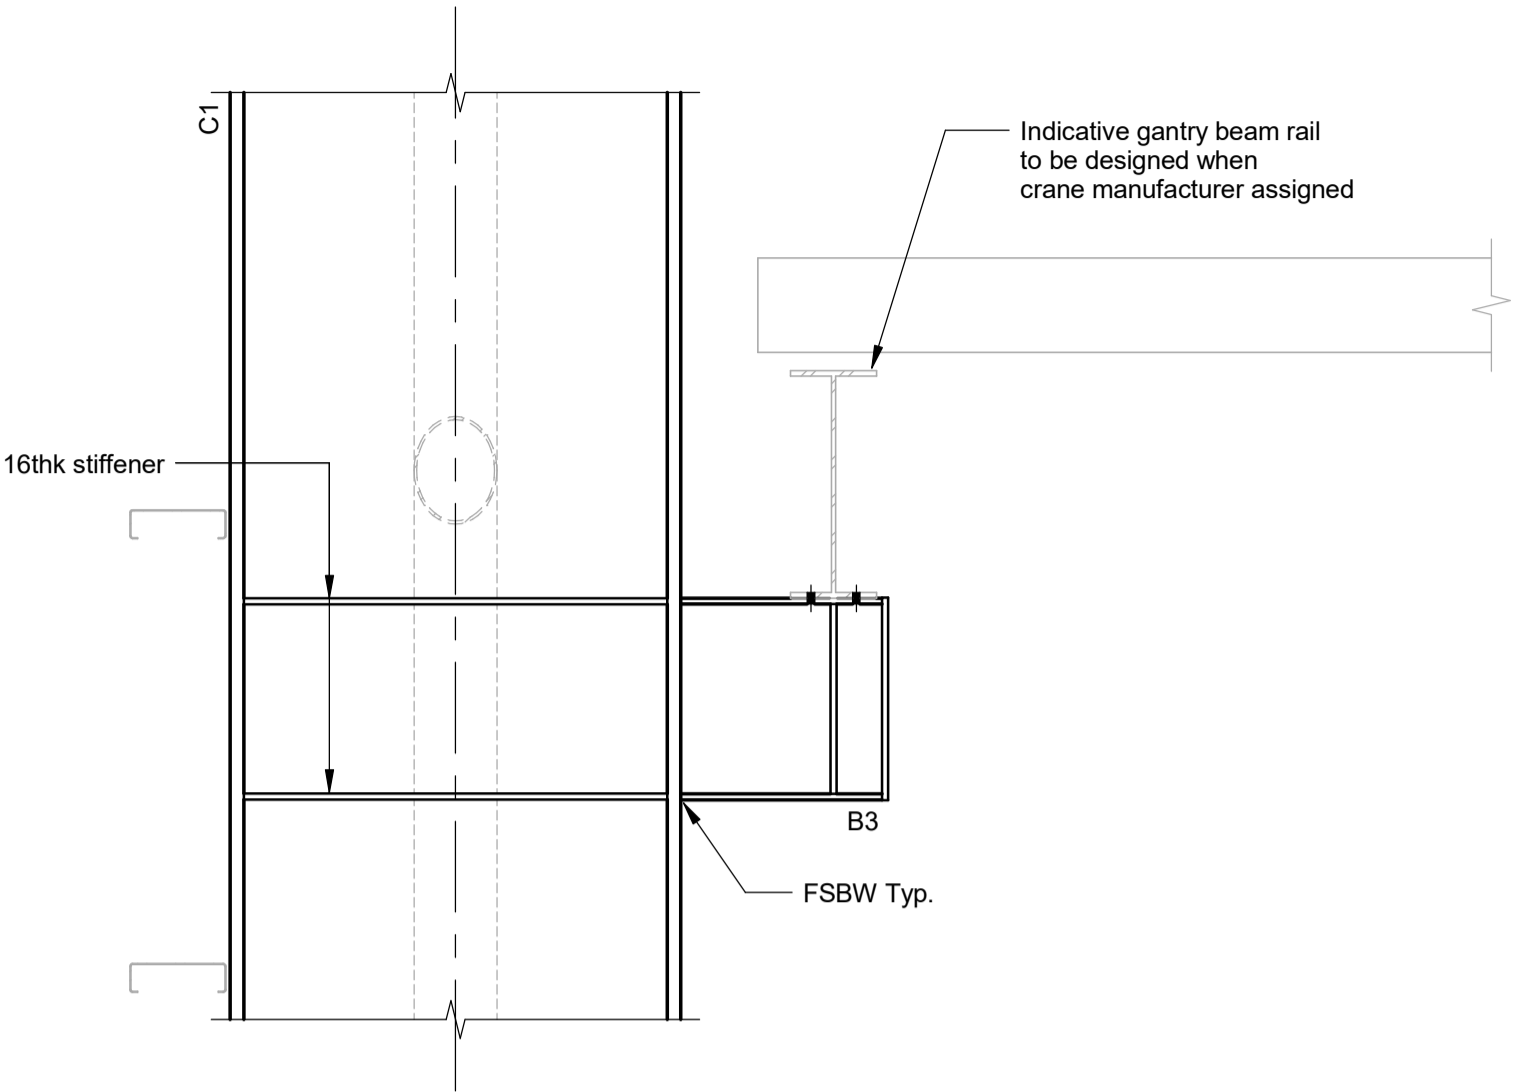 C1
Indicative gantry beam rail
to be designed when
crane manufacturer assigned
16thk stiffener
B3
FSBW Typ.